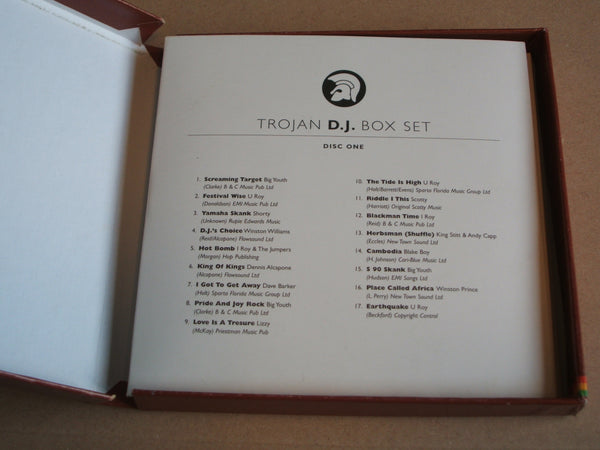 TROJAN D.J. BOX SET
DISC ONE
1. Screaming Target Big Youth
(Clarke) B & C Music Pub Ltd
2. Festival Wise U Roy
(Donaldson) EMI Music Pub Ltd
3. Yamaha Skank Shorty
(Unknown) Rupie Edwards Music
4. D.J.'s Choice Winston Williams
(Reid/Alcapone) Flowsound Ltd
5. Hot Bomb I Roy & The Jumpers
(Morgan) Hep Publishing
6. King Of Kings Dennis Alcapone
(Alcapone) Flowsound Ltd
7. I Got To Get Away Dave Barker
(Holt) Sparta Florida Music Group Ltd
8. Pride And Joy Rock Big Youth
(Clarke) B & C Music Pub Ltd
9. Love Is A Tresure Lizzy
(McKay) Priestman Music Pub
10. The Tide Is High U Roy
(Holt/Barrett/Evans) Sparta Florida Music Group Ltd
11. Riddle I This Scotty
(Harriott) Original Scotty Music
12. Blackman Time I Roy
(Reid) B & C Music Pub Ltd
13. Herbsman (Shuffle) King Stitt & Andy Capp
(Eccles) New Town Sound Ltd
14. Cambodia Blake Boy
(H. Johnson) Cari-Blue Music Ltd
15. S 90 Skank Big Youth
(Hudson) EMI Songs Ltd
16. Place Called Africa Winston Prince
(L. Perry) New Town Sound Ltd
17. Earthquake U Roy
(Beckford) Copyright Control